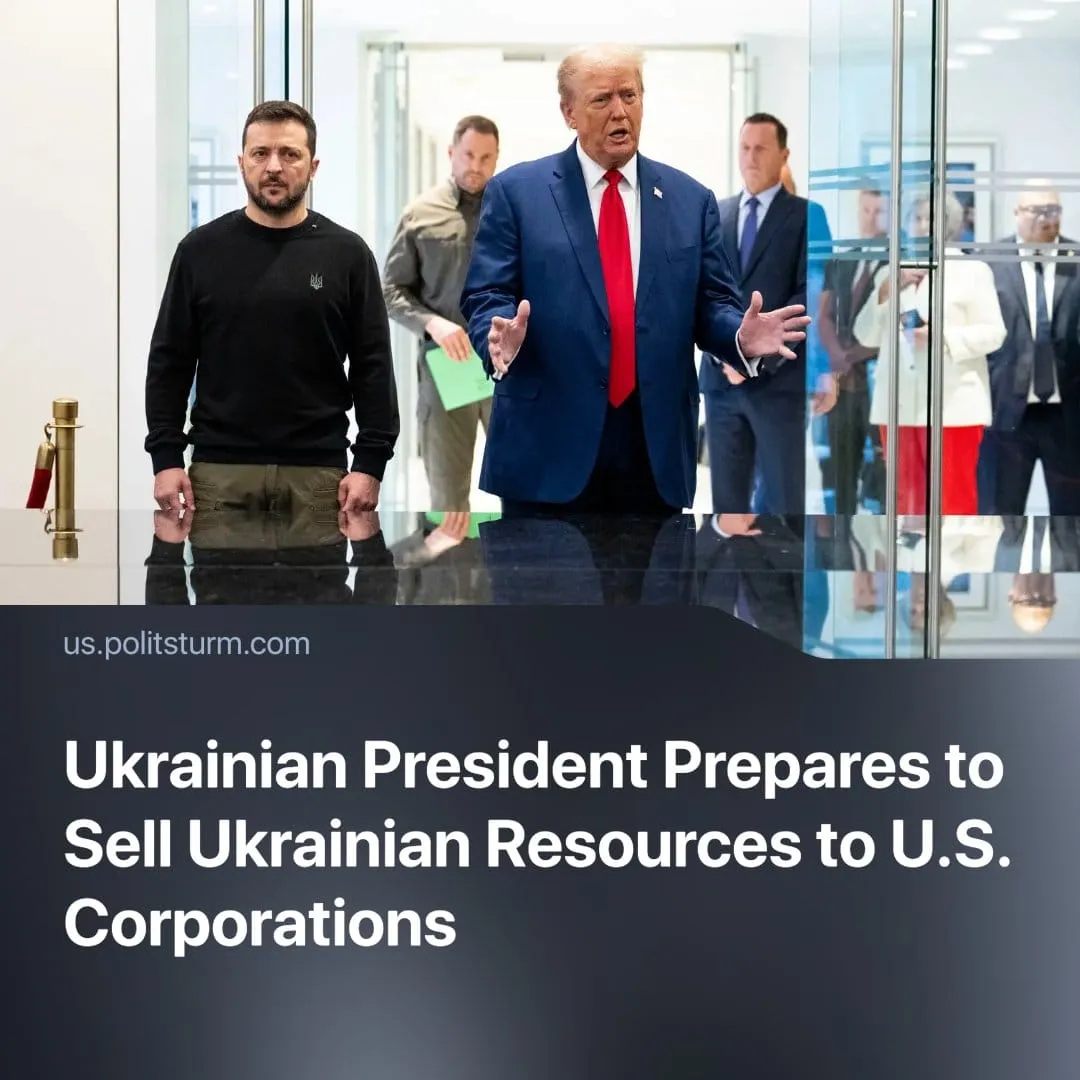 us.politsturm.com
Ukrainian President Prepares to
Sell Ukrainian Resources to U.S.
Corporations